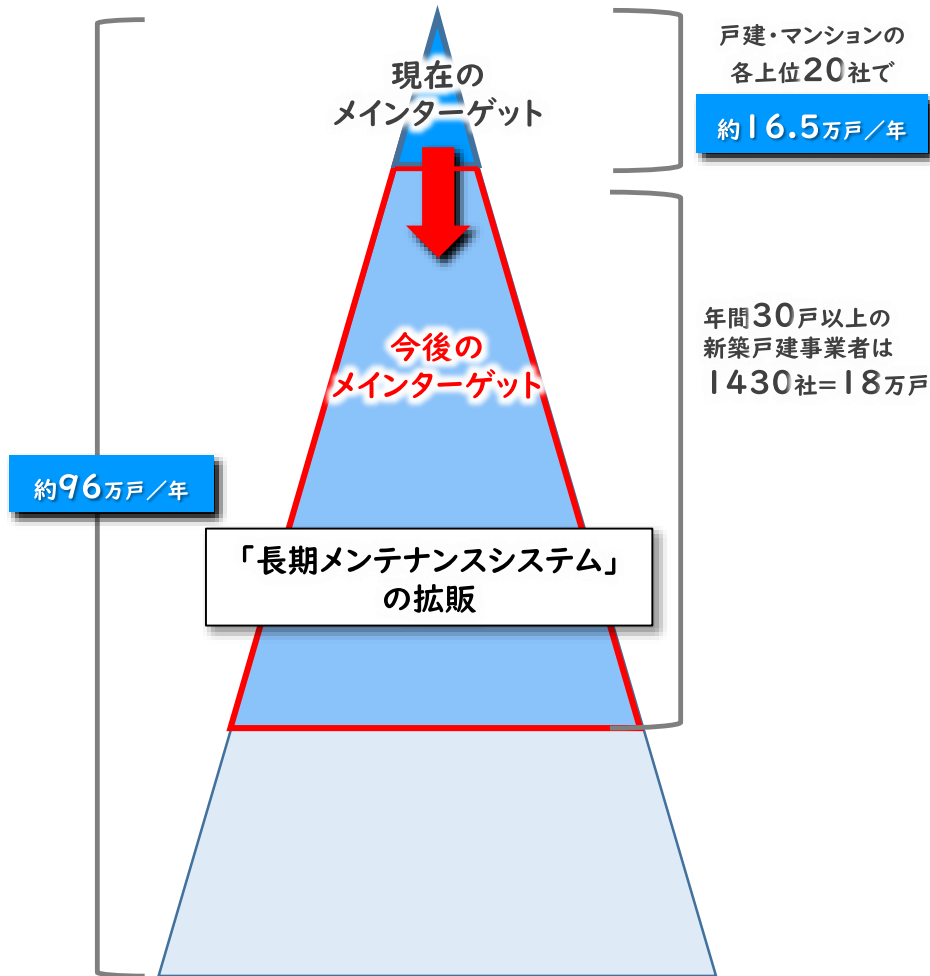 現在の
メインターゲット
戸建・マンションの
各上位20社で
約16.5万戸／年
今後の
メインターゲット
年間30戸以上の
新築戸建事業者は
1430社=18万戸
約96万戸／年
「長期メンテナンスシステム」
の拡販